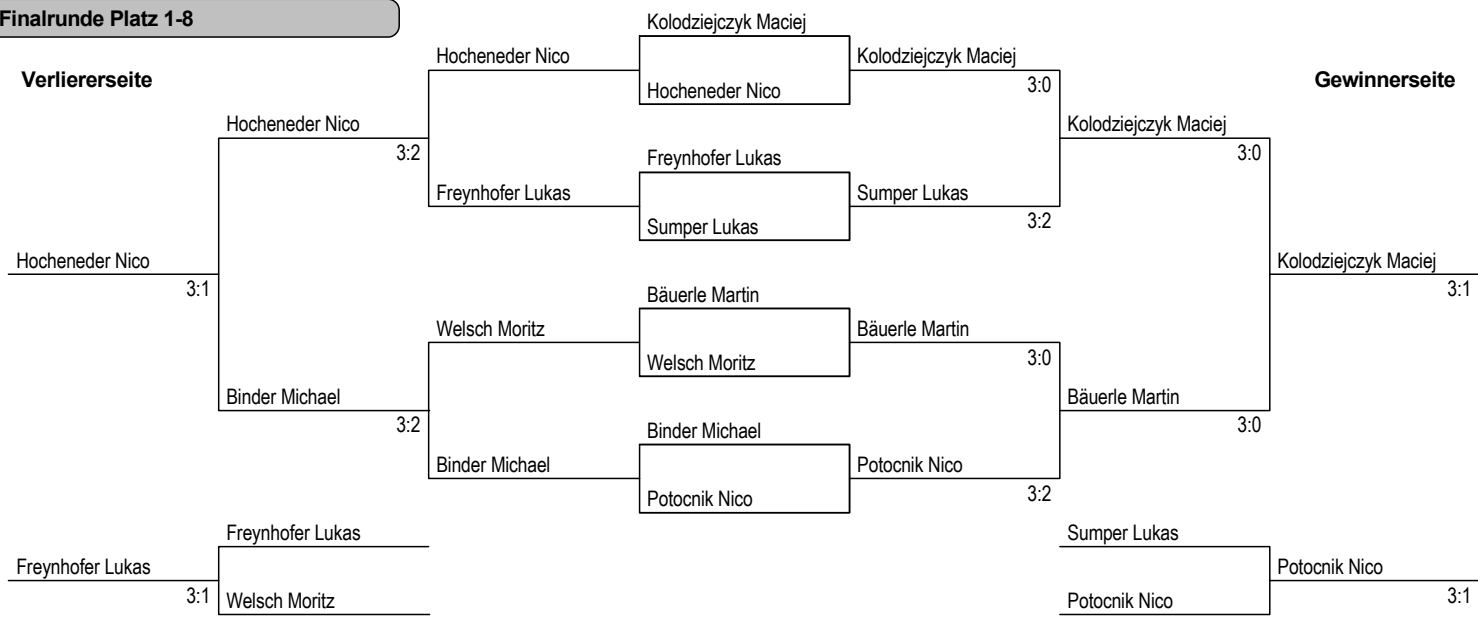 Finalrunde Platz 1-8
Kolodziejczyk Maciej
Hocheneder Nico
Kolodziejczyk Maciej
Verliererseite
3:0
Gewinnerseite
Hocheneder Nico
Hocheneder Nico
Kolodziejczyk Maciej
3:2
Freynhofer Lukas
3:0
Freynhofer Lukas
Sumper Lukas
Sumper Lukas
3:2
Hocheneder Nico
Kolodziejczyk Maciej
3:1
Bäuerle Martin
3:1
Welsch Moritz
Bäuerle Martin
Welsch Moritz
3:0
Binder Michael
Bäuerle Martin
3:2
Binder Michael
3:0
Binder Michael
Potocnik Nico
Potocnik Nico
3:2
Freynhofer Lukas
Sumper Lukas
Freynhofer Lukas
Potocnik Nico
3:1
Welsch Moritz
Potocnik Nico
3:1